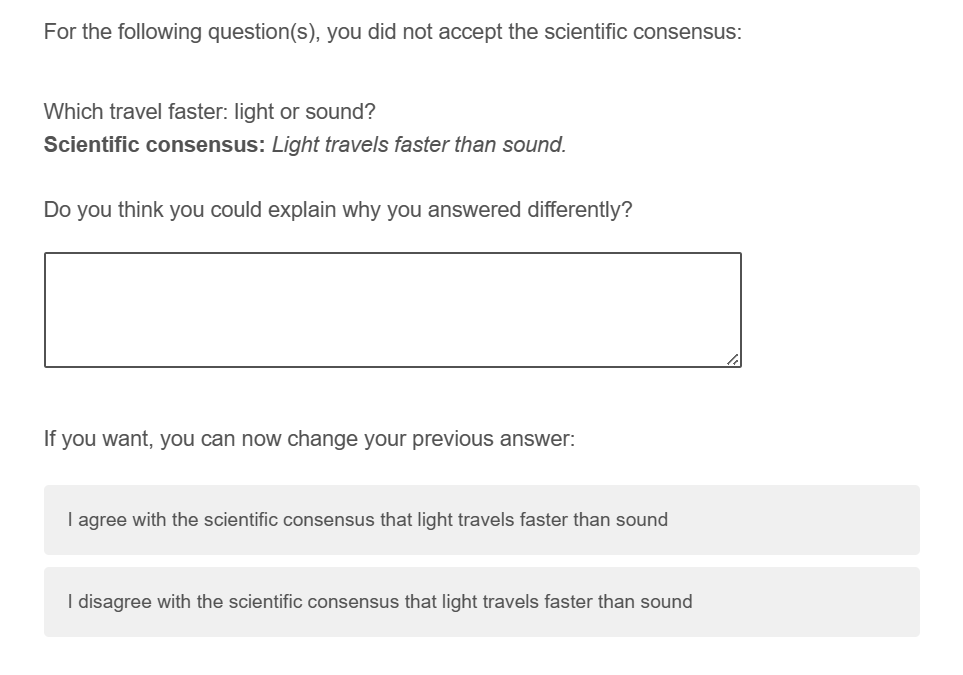 For the following question(s), you did not accept the scientific consensus:
Which travel faster: light or sound?
Scientific consensus: Light travels faster than sound.
Do you think you could explain why you answered differently?
If you want, you can now change your previous answer:
I agree with the scientific consensus that light travels faster than sound
I disagree with the scientific consensus that light travels faster than sound